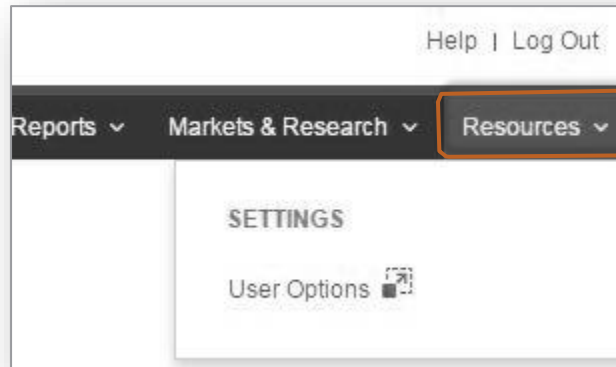 Help | Log Out
Reports Markets & Research Resources
SETTINGS
User Options